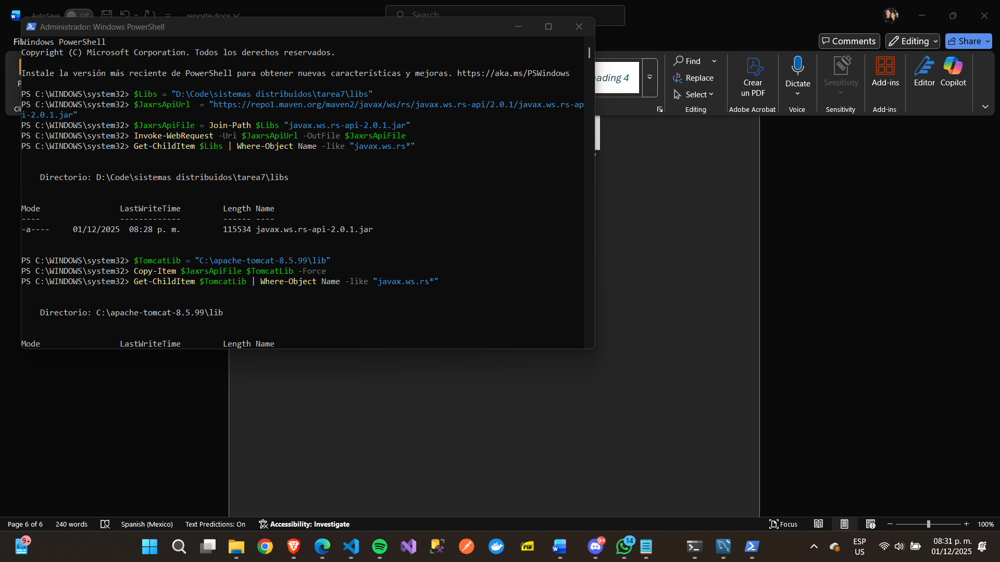 AutoSave Off reporte.docx Search
Administrador: Windows PowerShell
Comments Editing Share
Windows PowerShell
Copyright (C) Microsoft Corporation. Todos los derechos reservados.
Instale la versión más reciente de PowerShell para obtener nuevas características y mejoras. https://aka.ms/PSWindows
PS C:\WINDOWS\system32> $Libs = "D:\Code\sistemas distribuidos\tarea7\libs"
PS C:\WINDOWS\system32> $JaxrsApiUrl  = "https://repo1.maven.org/maven2/javax/ws/rs/javax.ws.rs-api/2.0.1/javax.ws.rs-ap
i-2.0.1.jar"
PS C:\WINDOWS\system32> $JaxrsApiFile = Join-Path $Libs "javax.ws.rs-api-2.0.1.jar"
PS C:\WINDOWS\system32> Invoke-WebRequest -Uri $JaxrsApiUrl -OutFile $JaxrsApiFile
PS C:\WINDOWS\system32> Get-ChildItem $Libs | Where-Object Name -like "javax.ws.rs*"
Directorio: D:\Code\sistemas distribuidos\tarea7\libs
Mode LastWriteTime Length Name
---- ------------- ------ ----
-a---- 01/12/2025 08:28 p. m. 115534 javax.ws.rs-api-2.0.1.jar
PS C:\WINDOWS\system32> $TomcatLib = "C:\apache-tomcat-8.5.99\lib"
PS C:\WINDOWS\system32> Copy-Item $JaxrsApiFile $TomcatLib -Force
PS C:\WINDOWS\system32> Get-ChildItem $TomcatLib | Where-Object Name -like "javax.ws.rs*"
Directorio: C:\apache-tomcat-8.5.99\lib
Mode LastWriteTime Length Name
eading 4
Find
Replace
Select
Editing
Crear
un PDF
Adobe Acrobat
Dictate
Voice
Sensitivity
Sensitivity
Add-ins
Add-ins
Editor
Copilot
Page 6 of 6 240 words Spanish (Mexico) Text Predictions: On Accessibility: Investigate Focus 100%
9+
PDF
9+
14
ESP
US
08:31 p. m.
01/12/2025